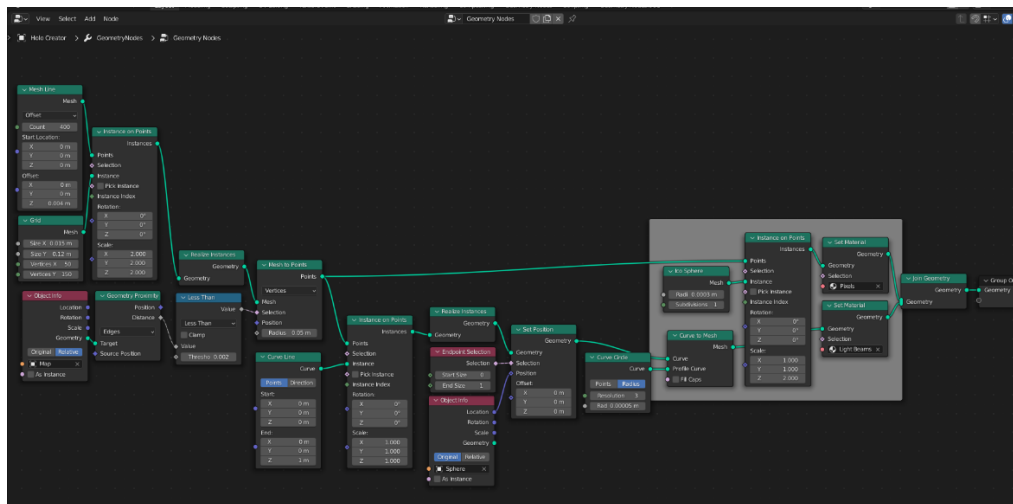 View Select Add Node
Geometry Nodes
Holo Creator > GeometryNodes > Geometry Nodes
Mesh Line
Mesh
Offset
Count 400
Start Location:
X 0 m
Y 0 m
Z 0 m
Offset:
X 0 m
Y 0 m
Z 0.004 m
Grid
Mesh
Size X 0.035 m
Size Y 0.12 m
Vertices X 50
Vertices Y 100
Object Info
Location
Rotation
Scale
Geometry
Original Relative
Map
As Instance
Instance on Points
Instances
Points
Selection
Instance
Pick Instance
Instance Index
Rotation:
X 0°
Y 0°
Z 0°
Scale:
X 2.000
Y 2.000
Z 2.000
Geometry Proximity
Position
Distance
Edges
Target
Source Position
Realize Instances
Geometry
Geometry
Less Than
Value
Less Than
Clamp
Value
Thresho 0.002
Mesh to Points
Points
Vertices
Mesh
Selection
Position
Radius 0.05 m
Curve Line
Curve
Points Direction
Start:
X 0 m
Y 0 m
Z 0 m
End:
X 0 m
Y 0 m
Z 1 m
Instance on Points
Instances
Points
Selection
Instance
Pick Instance
Instance Index
Rotation:
X 0°
Y 0°
Z 0°
Scale:
X 1.000
Y 1.000
Z 1.000
Realize Instances
Geometry
Geometry
Endpoint Selection
Selection
Start Size 0
End Size 1
Object Info
Location
Rotation
Scale
Geometry
Original Relative
Sphere
As Instance
Set Position
Geometry
Geometry
Selection
Position
Offset:
X 0 m
Y 0 m
Z 0 m
Curve Circle
Curve
Points Radius
Resolution 3
Rad 0.00005 m
Ico Sphere
Mesh
Radi 0.0003 m
Subdivisions 1
Curve to Mesh
Mesh
Curve
Profile Curve
Fill Caps
Instance on Points
Instances
Points
Selection
Instance
Pick Instance
Instance Index
Rotation:
X 0°
Y 0°
Z 0°
Scale:
X 1.000
Y 1.000
Z 2.000
Set Material
Geometry
Geometry
Selection
Pixels
Set Material
Geometry
Geometry
Selection
Light Beams
Join Geometry
Geometry
Geometry
Group O
Geometry